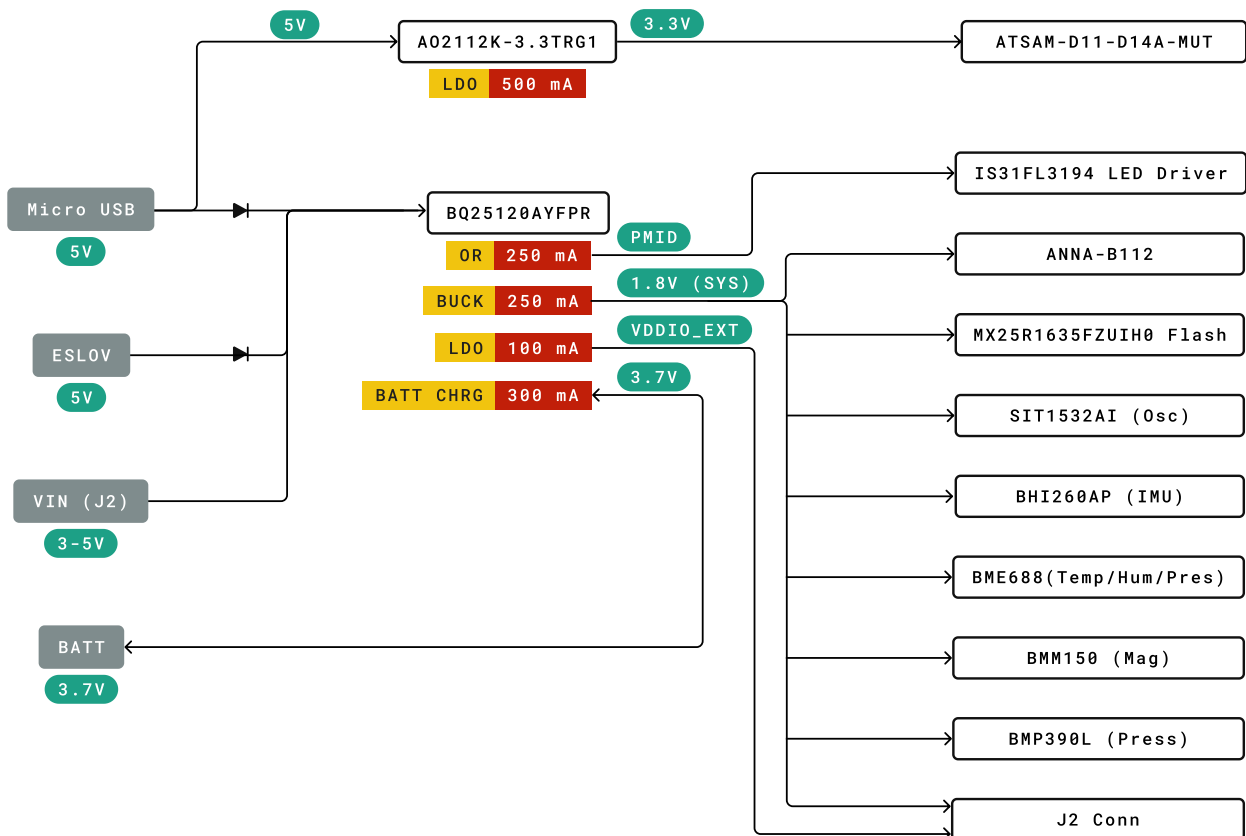 5V
AO2112K-3.3TRG1
3.3V
ATSAM-D11-D14A-MUT
LDO 500 mA
Micro USB
5V
BQ25120AYFPR
OR 250 mA
PMID
IS31FL3194 LED Driver
BUCK 250 mA
1.8V (SYS)
ANNA-B112
LDO 100 mA
VDDIO_EXT
MX25R1635FZUIH0 Flash
ESLOV
5V
BATT CHRG 300 mA
3.7V
SIT1532AI (Osc)
VIN (J2)
3-5V
BHI260AP (IMU)
BME688(Temp/Hum/Pres)
BATT
3.7V
BMM150 (Mag)
BMP390L (Press)
J2 Conn